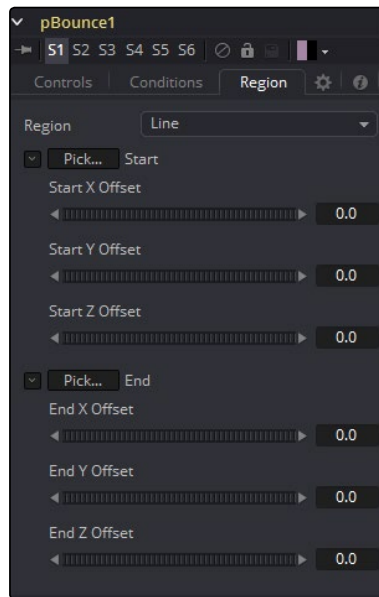 pBounce1
S1 S2 S3 S4 S5 S6
Controls Conditions Region
Region Line
Pick... Start
Start X Offset
0.0
Start Y Offset
0.0
Start Z Offset
0.0
Pick... End
End X Offset
0.0
End Y Offset
0.0
End Z Offset
0.0